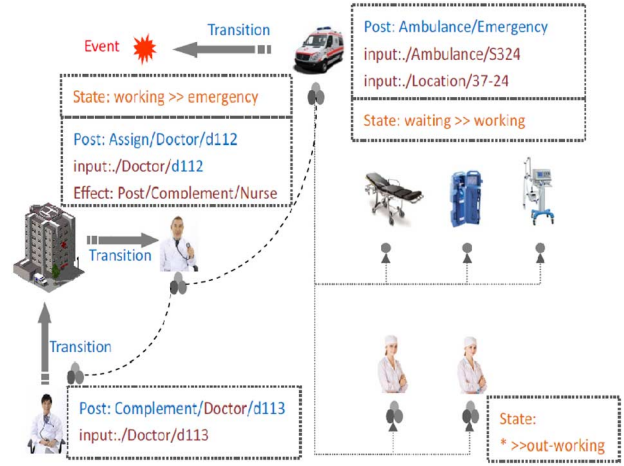 Event
Transition
Post: Ambulance/Emergency
input:./Ambulance/S324
input:./Location/37-24
State: waiting >> working
State: working >> emergency
Post: Assign/Doctor/d112
input:./Doctor/d112
Effect: Post/Complement/Nurse
Transition
Transition
Post: Complement/Doctor/d113
input:./Doctor/d113
State:
* >>out-working